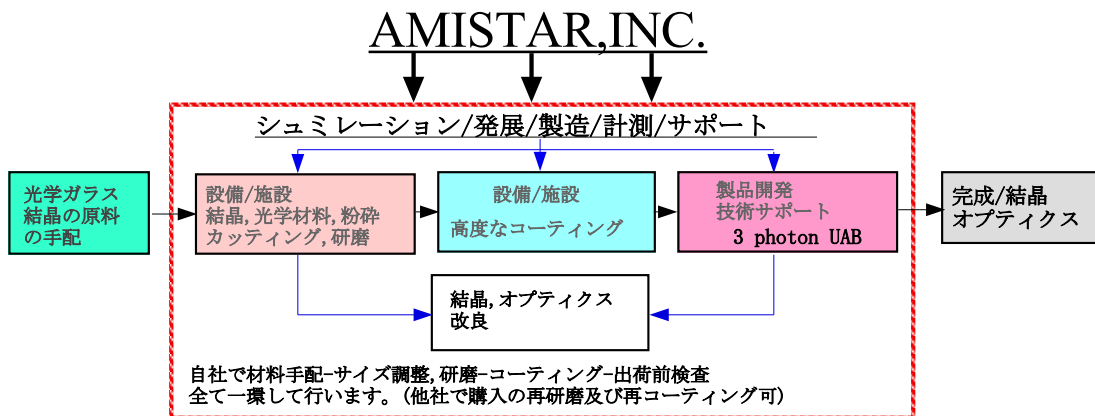 AMISTAR,INC.
シュミレーション/発展/製造/計測/サポート
光学ガラス
結晶の原料
の手配
設備/施設
結晶,光学材料,粉砕
カッティング,研磨
設備/施設
高度なコーティング
製品開発
技術サポート
3 photon UAB
完成/結晶
オプティクス
結晶,オプティクス
改良
自社で材料手配-サイズ調整,研磨-コーティング-出荷前検査
全て一環して行います。(他社で購入の再研磨及び再コーティング可)